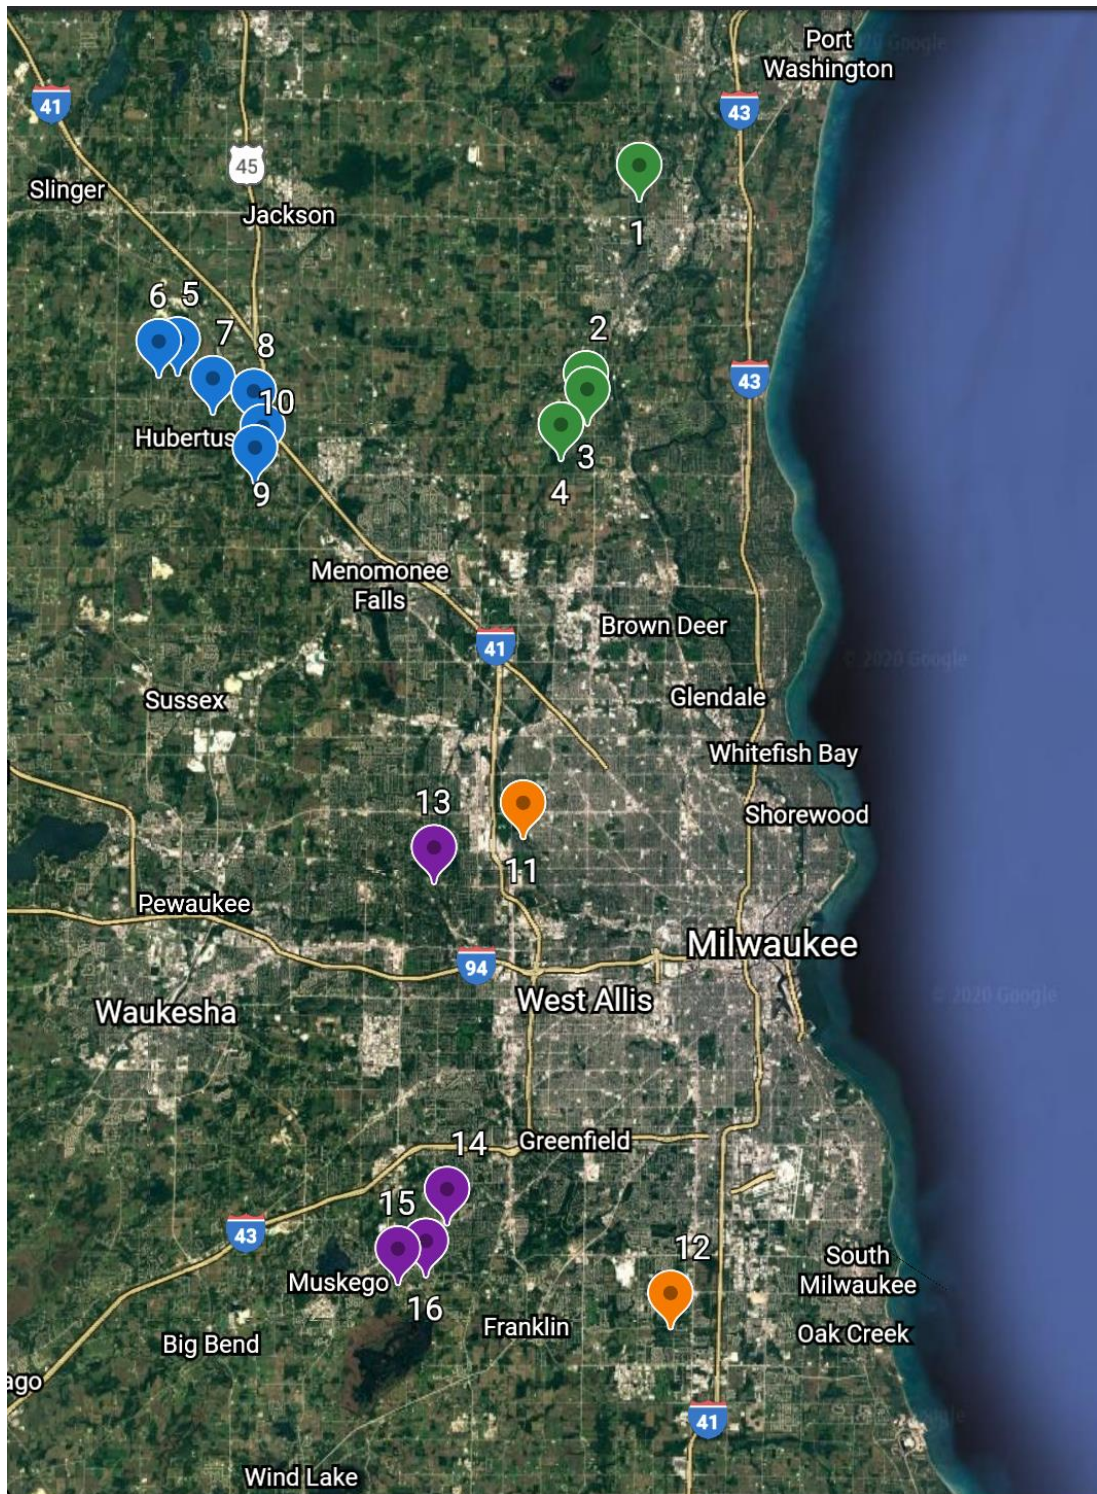 Port
Washington
41
43
45
Slinger
Jackson
1
6
5
7
8
2
43
10
Hubertus
3
9
4
Menomonee
Falls
Brown Deer
41
© 2020 Google
Sussex
Glendale
Whitefish Bay
13
Shorewood
11
Pewaukee
Milwaukee
94
© 2020 Google
Waukesha
West Allis
14
Greenfield
15
43
12
South
Milwaukee
Muskego
16
Franklin
Oak Creek
Big Bend
ago
41
Wind Lake